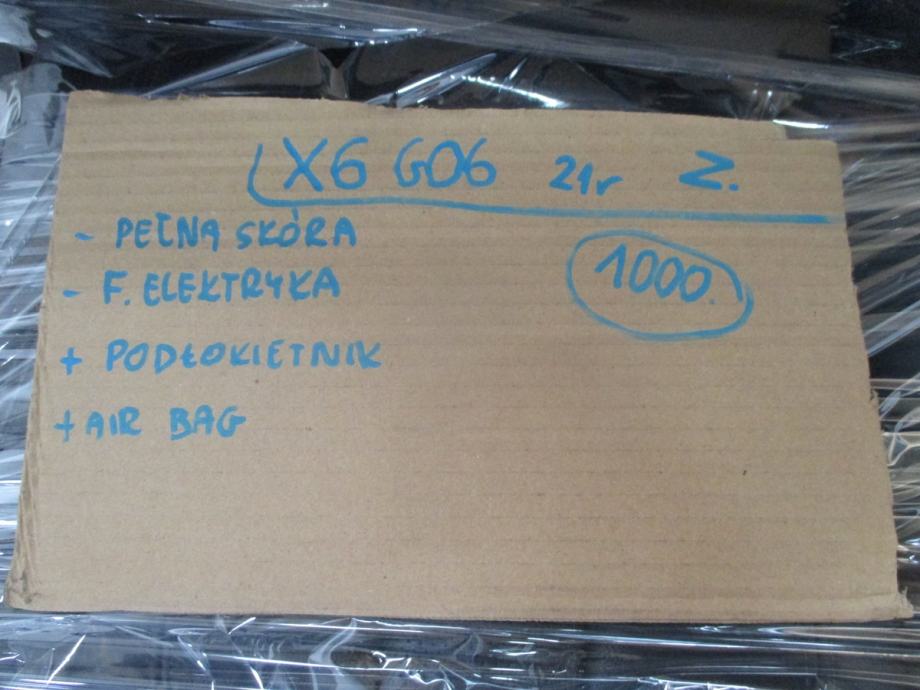 X6 G06 21r Z.
- PEŁNA SKÓRA
1000.
- F. ELEKTRYKA
+ PODŁOKIETNIK
+ AIR BAG